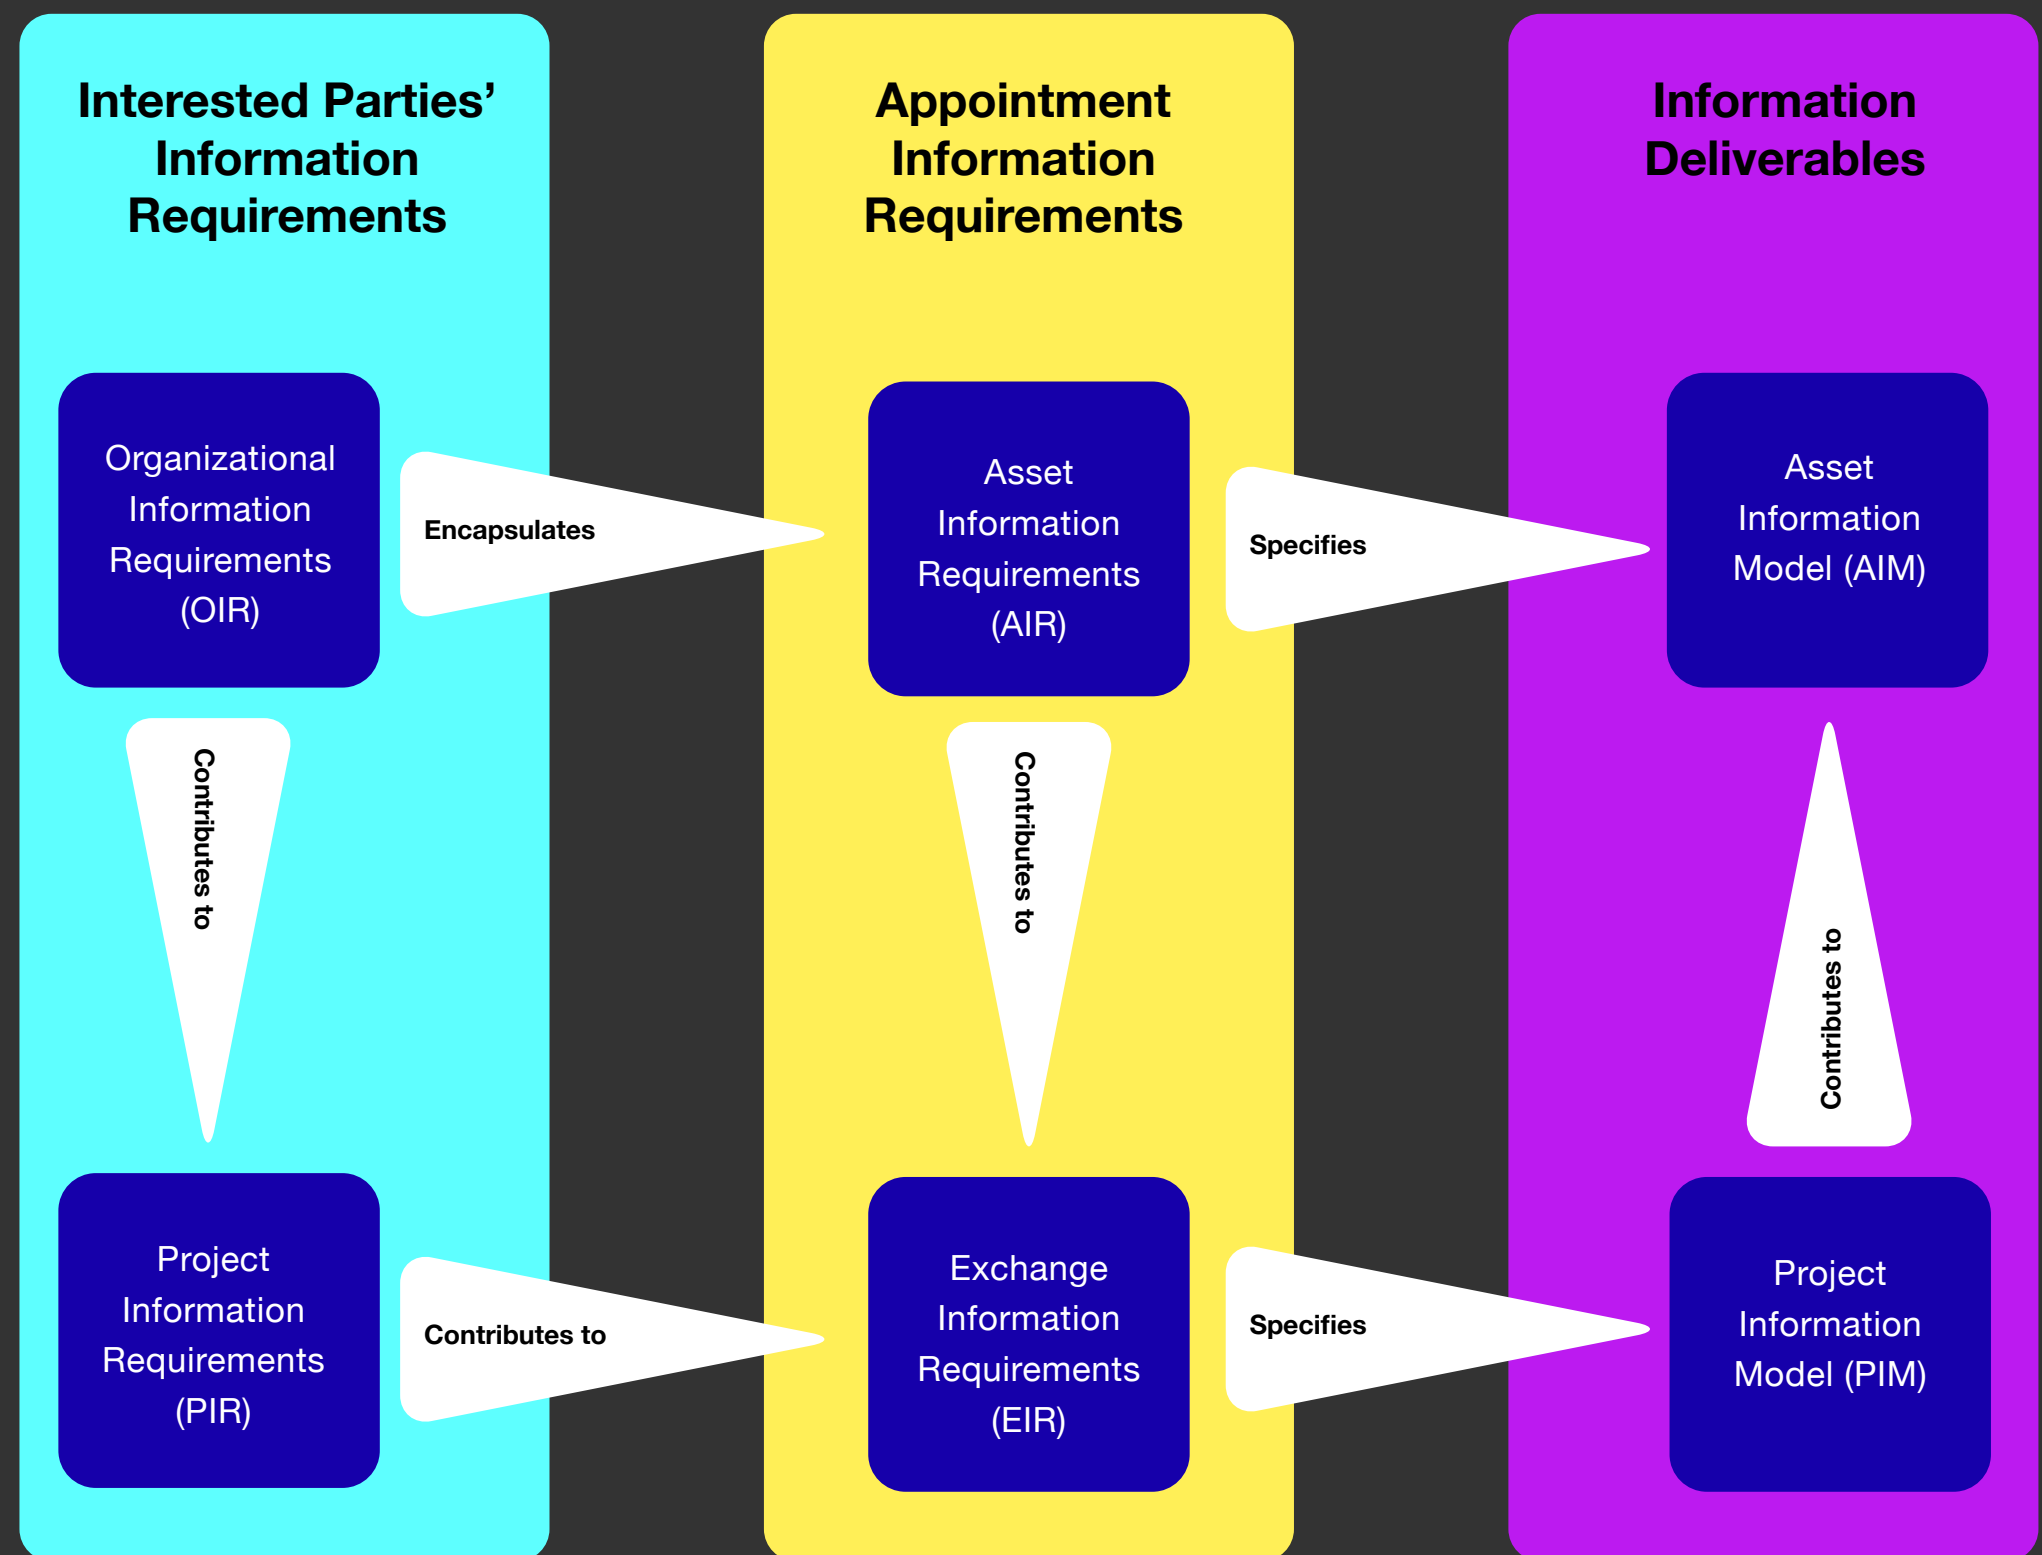 Interested Parties’
Information
Requirements
Appointment
Information
Requirements
Information
Deliverables
Organizational
Information
Requirements
(OIR)
Encapsulates
Asset
Information
Requirements
(AIR)
Specifies
Asset
Information
Model (AIM)
Contributes to
Contributes to
Contributes to
Project
Information
Requirements
(PIR)
Contributes to
Exchange
Information
Requirements
(EIR)
Specifies
Project
Information
Model (PIM)